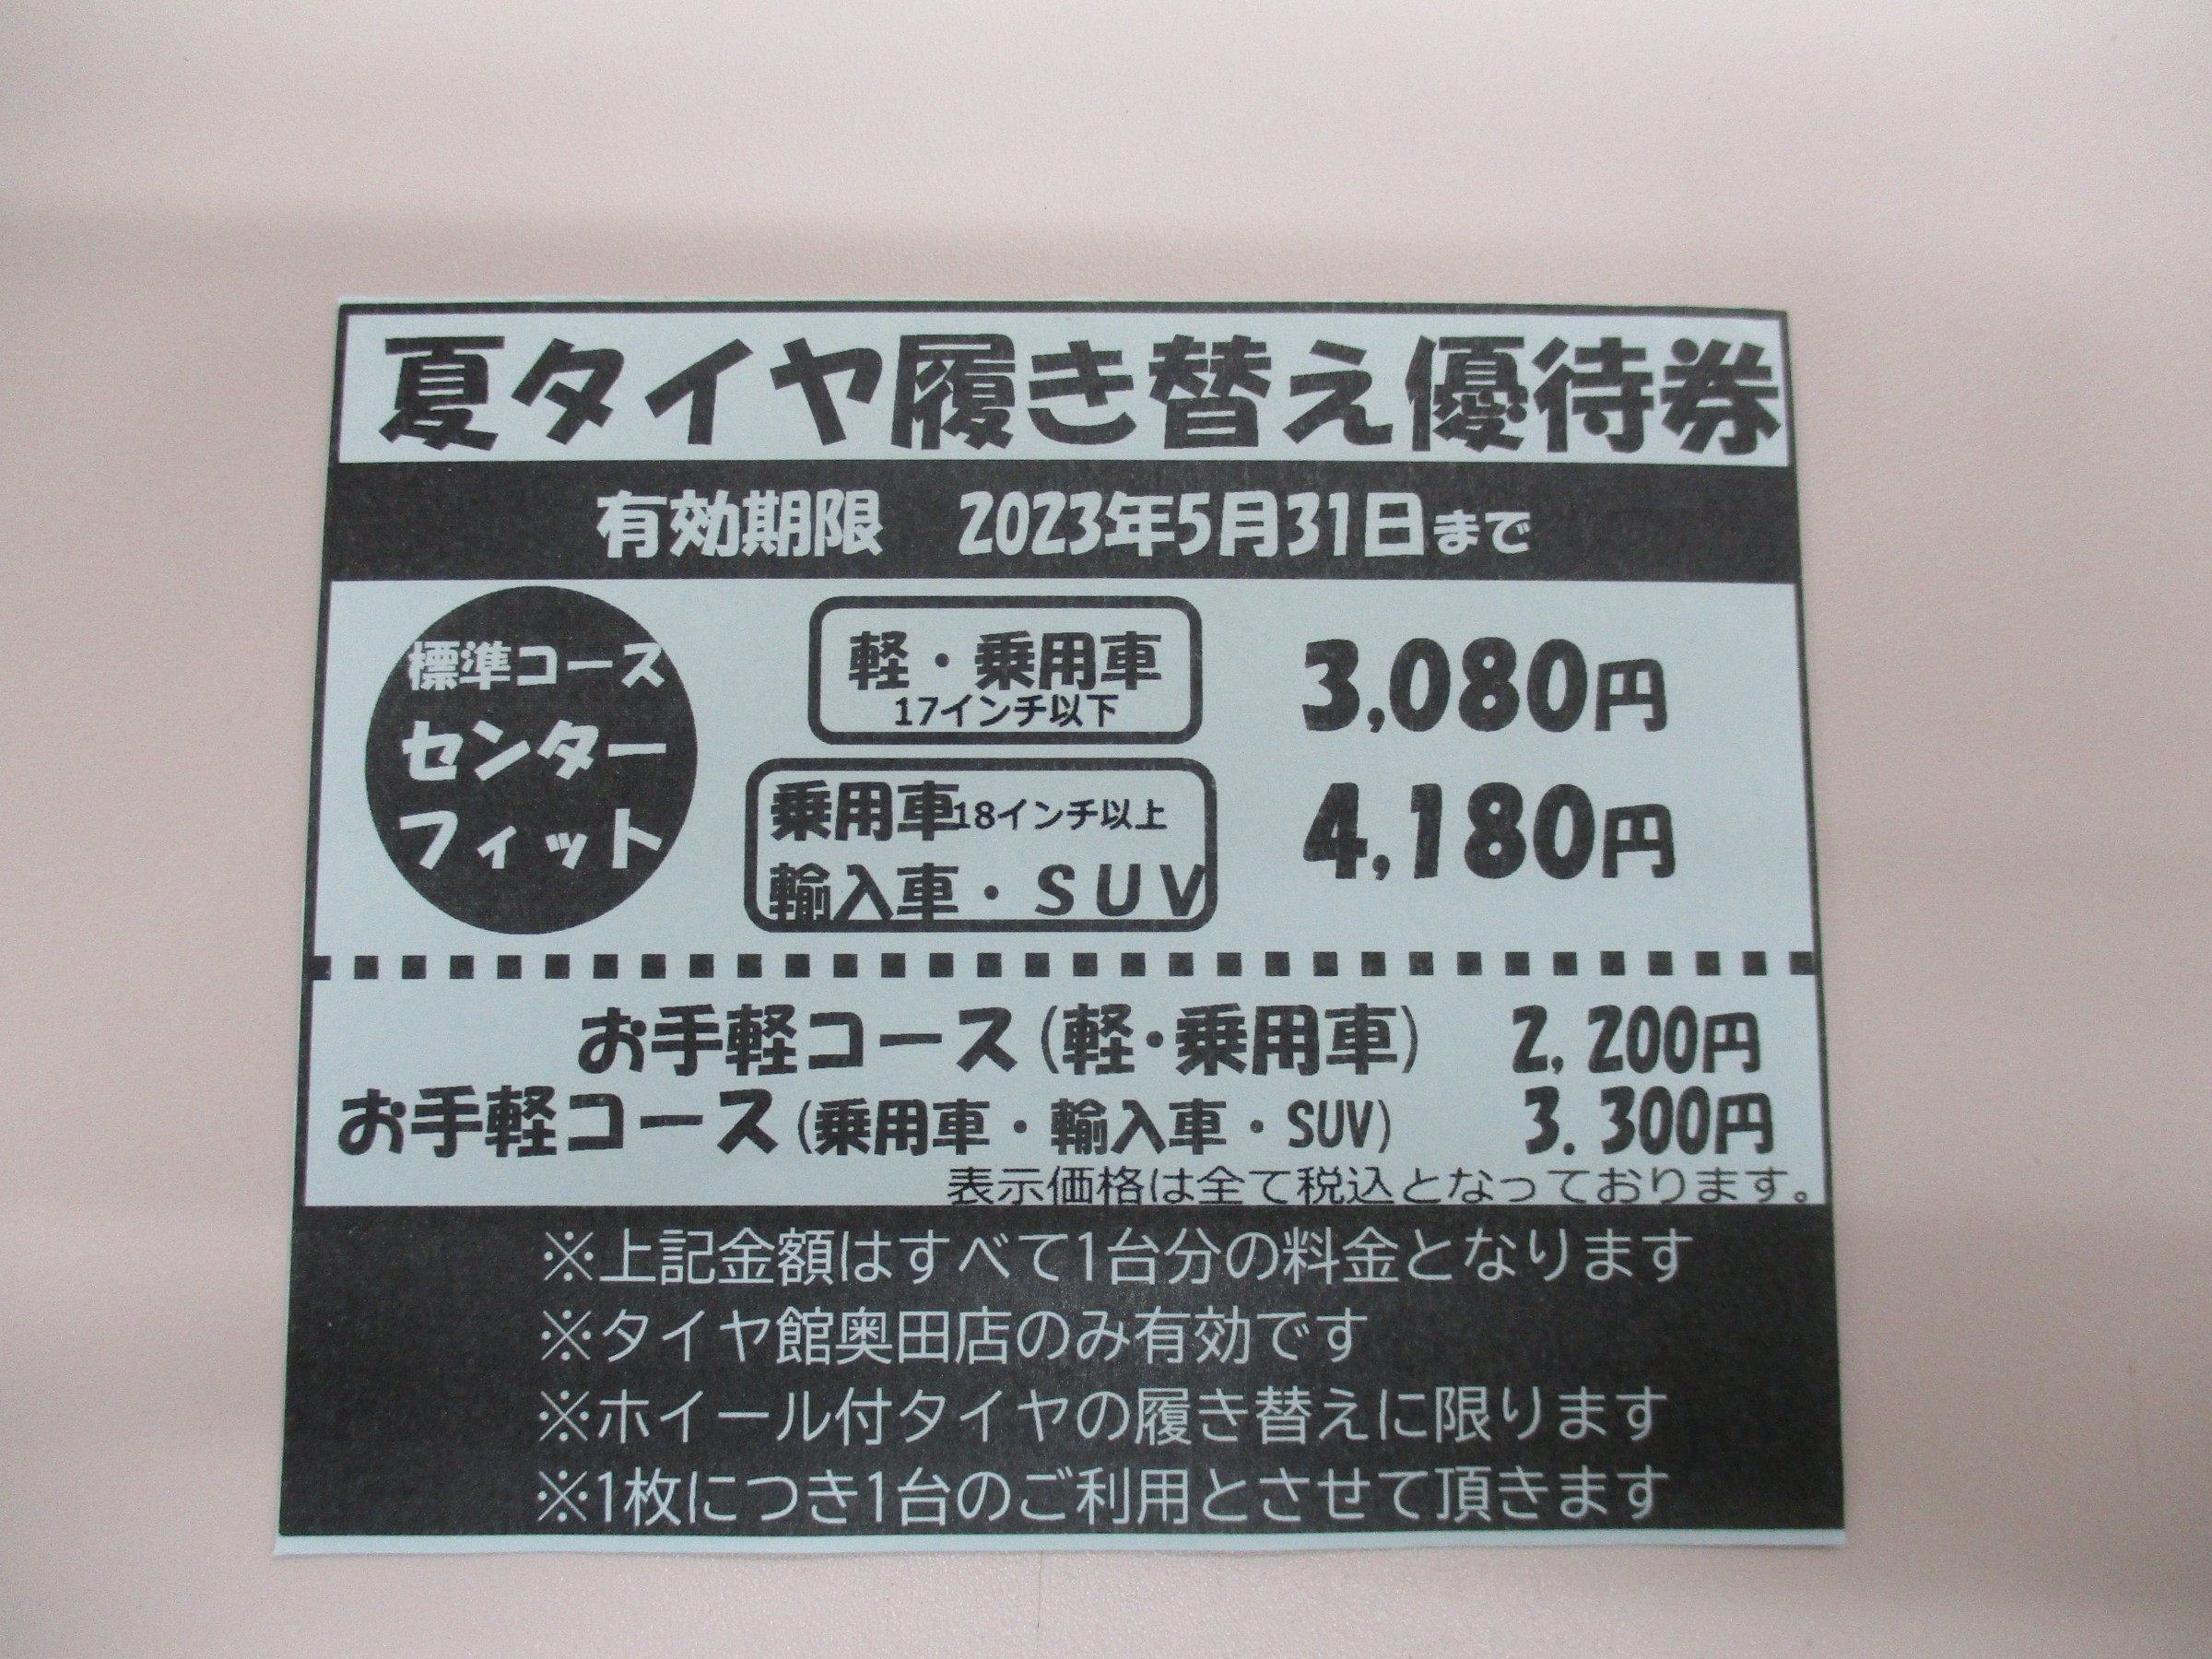 夏タイヤ履き替え優待券
有効期限　2023年5月31日まで
標準コース
センター
フィット
軽・乗用車
17インチ以下
3,080円
乗用車18インチ以上
輸入車・ＳＵＶ
4,180円
お手軽コース(軽・乗用車)　2,200円
お手軽コース(乗用車・輸入車・SUV)　3.300円
表示価格は全て税込となっております。
※上記金額はすべて1台分の料金となります
※タイヤ館奥田店のみ有効です
※ホイール付タイヤの履き替えに限ります
※1枚につき1台のご利用とさせて頂きます